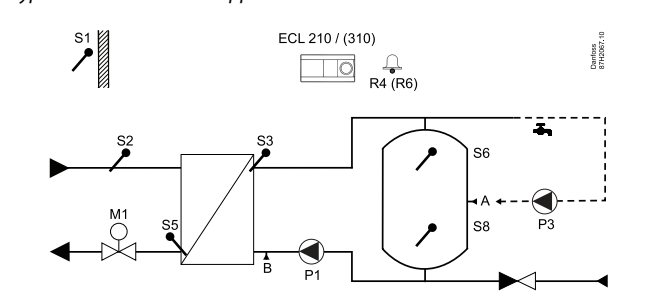 S1
ECL 210 / (310)
R4 (R6)
Danfoss
87H2067.10
S2
S3
S6
A
P3
M1
S5
S8
B
P1